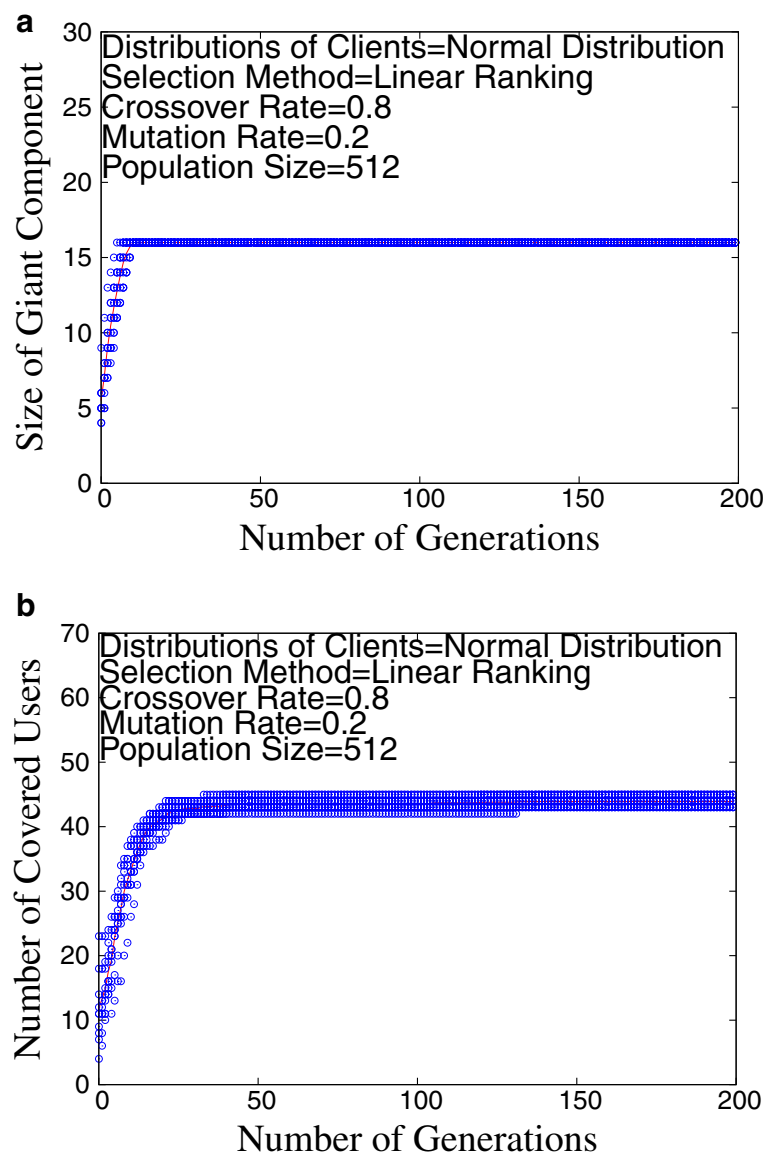 a
30
25
20
15
10
5
0
Size of Giant Component
Distributions of Clients=Normal Distribution
Selection Method=Linear Ranking
Crossover Rate=0.8
Mutation Rate=0.2
Population Size=512
0 50 100 150 200
Number of Generations
b
70
60
50
40
30
20
10
0
Number of Covered Users
Distributions of Clients=Normal Distribution
Selection Method=Linear Ranking
Crossover Rate=0.8
Mutation Rate=0.2
Population Size=512
0 50 100 150 200
Number of Generations